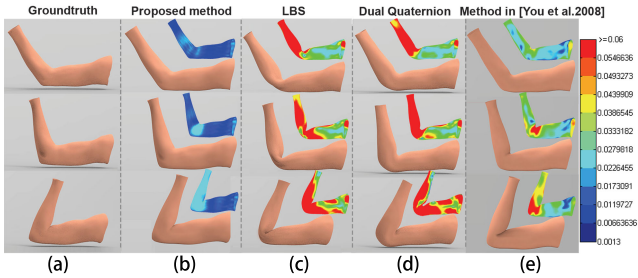 Groundtruth
Proposed method
LBS
Dual Quaternion
Method in [You et al.2008]
>=0.06
0.0546636
0.0493273
0.0439909
0.0386545
0.0333182
0.0279818
0.0226455
0.0173091
0.0119727
0.00663636
0.0013
(a)
(b)
(c)
(d)
(e)